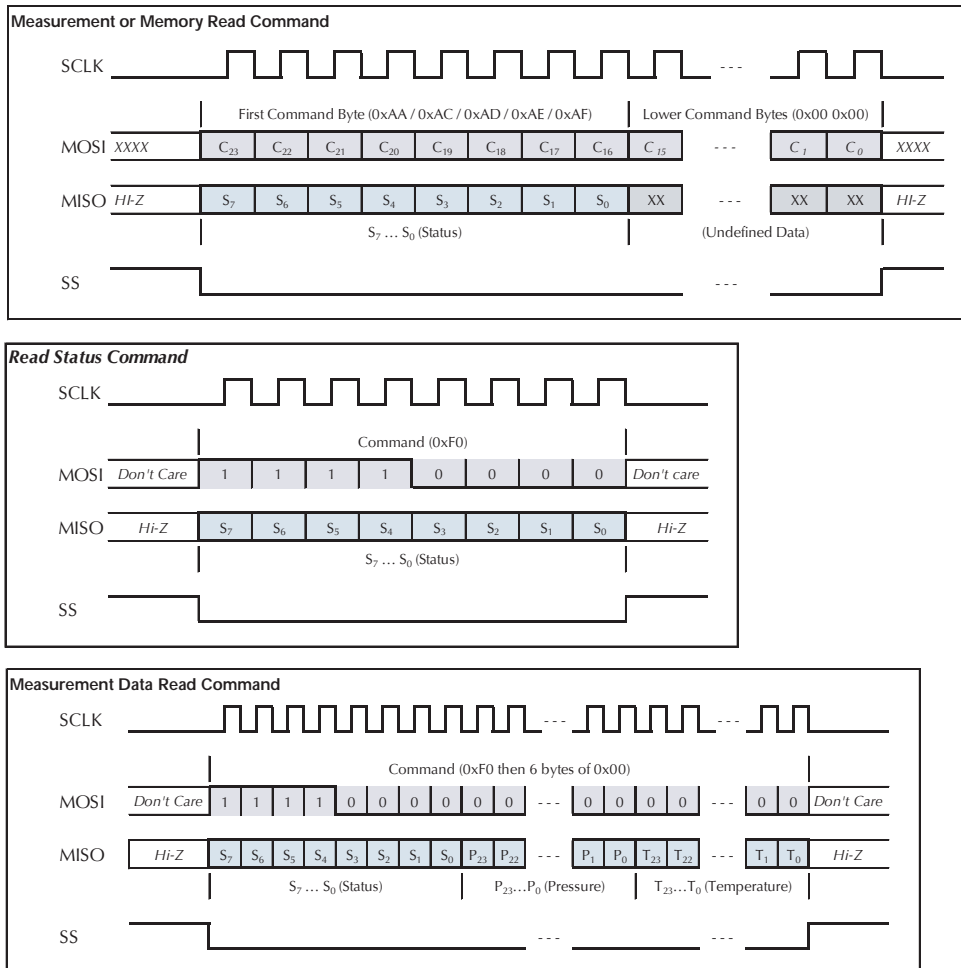 Measurement or Memory Read Command
SCLK - - -
First Command Byte (0xAA / 0xAC / 0xAD / 0xAE / 0xAF) Lower Command Bytes (0x00 0x00)
MOSI XXXX C23 C22 C21 C20 C19 C18 C17 C16 C15 - - - C1 C0 XXXX
MISO HI-Z S7 S6 S5 S4 S3 S2 S1 S0 XX - - - XX XX HI-Z
S7 … S0 (Status) (Undefined Data)
SS - - -
Read Status Command
SCLK
Command (0xF0)
MOSI Don't Care 1 1 1 1 0 0 0 0 Don't care
MISO Hi-Z S7 S6 S5 S4 S3 S2 S1 S0 Hi-Z
S7 … S0 (Status)
SS
Measurement Data Read Command
SCLK - - - - - -
Command (0xF0 then 6 bytes of 0x00)
MOSI Don't Care 1 1 1 1 0 0 0 0 0 0 - - - 0 0 0 0 - - - 0 0 Don't Care
MISO Hi-Z S7 S6 S5 S4 S3 S2 S1 S0 P23 P22 - - - P1 P0 T23 T22 - - - T1 T0 Hi-Z
S7 … S0 (Status) P23…P0 (Pressure) T23…T0 (Temperature)
SS - - - - - -